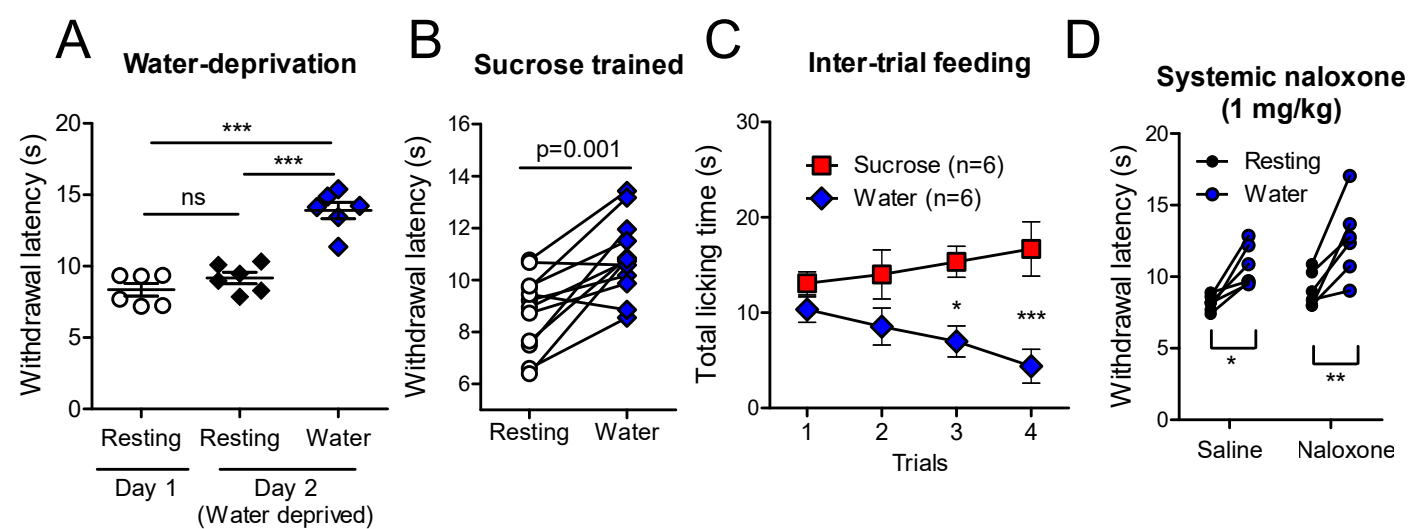 A
Water-deprivation
Withdrawal latency (s)
20
15
10
5
0
***
***
ns
Resting
Resting
Water
Day 1
Day 2
(Water deprived)
B
Sucrose trained
Withdrawal latency (s)
16
14
12
10
8
6
p=0.001
Resting
Water
C
Inter-trial feeding
Total licking time (s)
30
20
10
0
Sucrose (n=6)
Water (n=6)
*
***
1
2
3
4
Trials
D
Systemic naloxone
(1 mg/kg)
Withdrawal latency (s)
20
15
10
5
0
Resting
Water
*
**
Saline
Naloxone